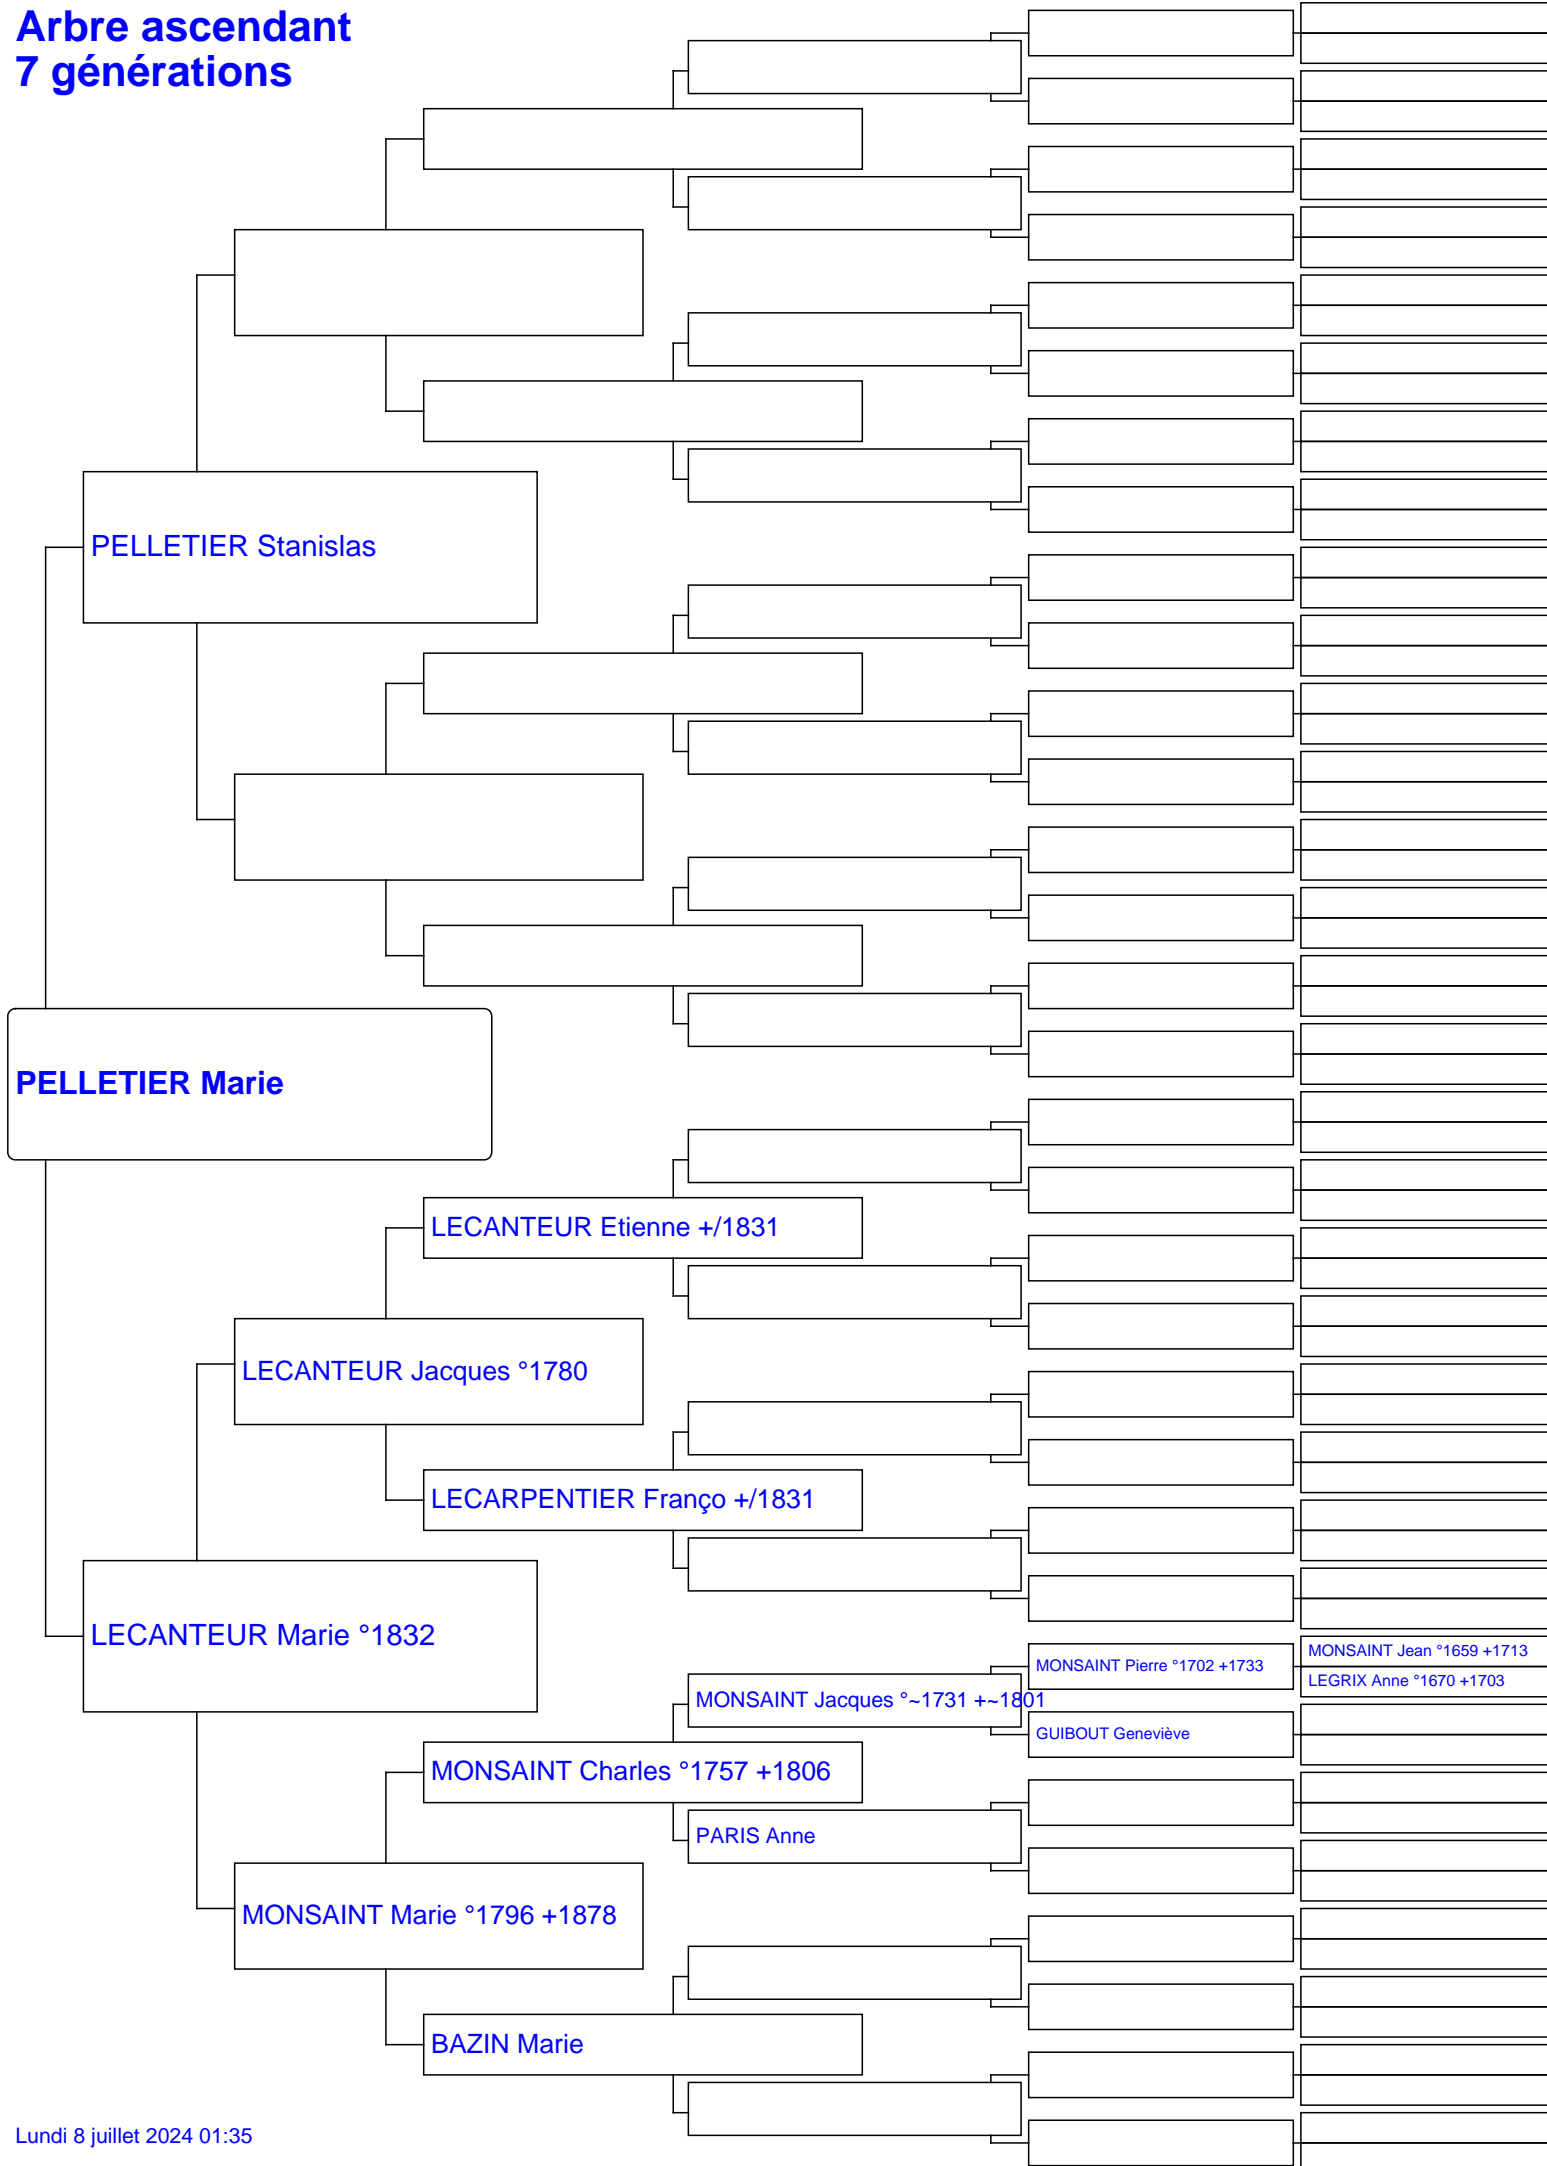 Arbre ascendant
7 générations
PELLETIER Stanislas
PELLETIER Marie
LECANTEUR Etienne +/1831
LECANTEUR Jacques °1780
LECARPENTIER Franço +/1831
LECANTEUR Marie °1832
MONSAINT Jean °1659 +1713
MONSAINT Pierre °1702 +1733
LEGRIX Anne °1670 +1703
MONSAINT Jacques °~1731 +~1801
GUIBOUT Geneviève
MONSAINT Charles °1757 +1806
PARIS Anne
MONSAINT Marie °1796 +1878
BAZIN Marie
Lundi 8 juillet 2024 01:35